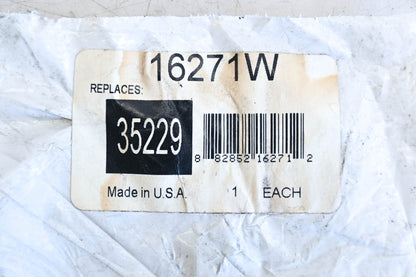 16271W
REPLACES:
35229
8 82852 16271 2
Made in U.S.A. 1 EACH